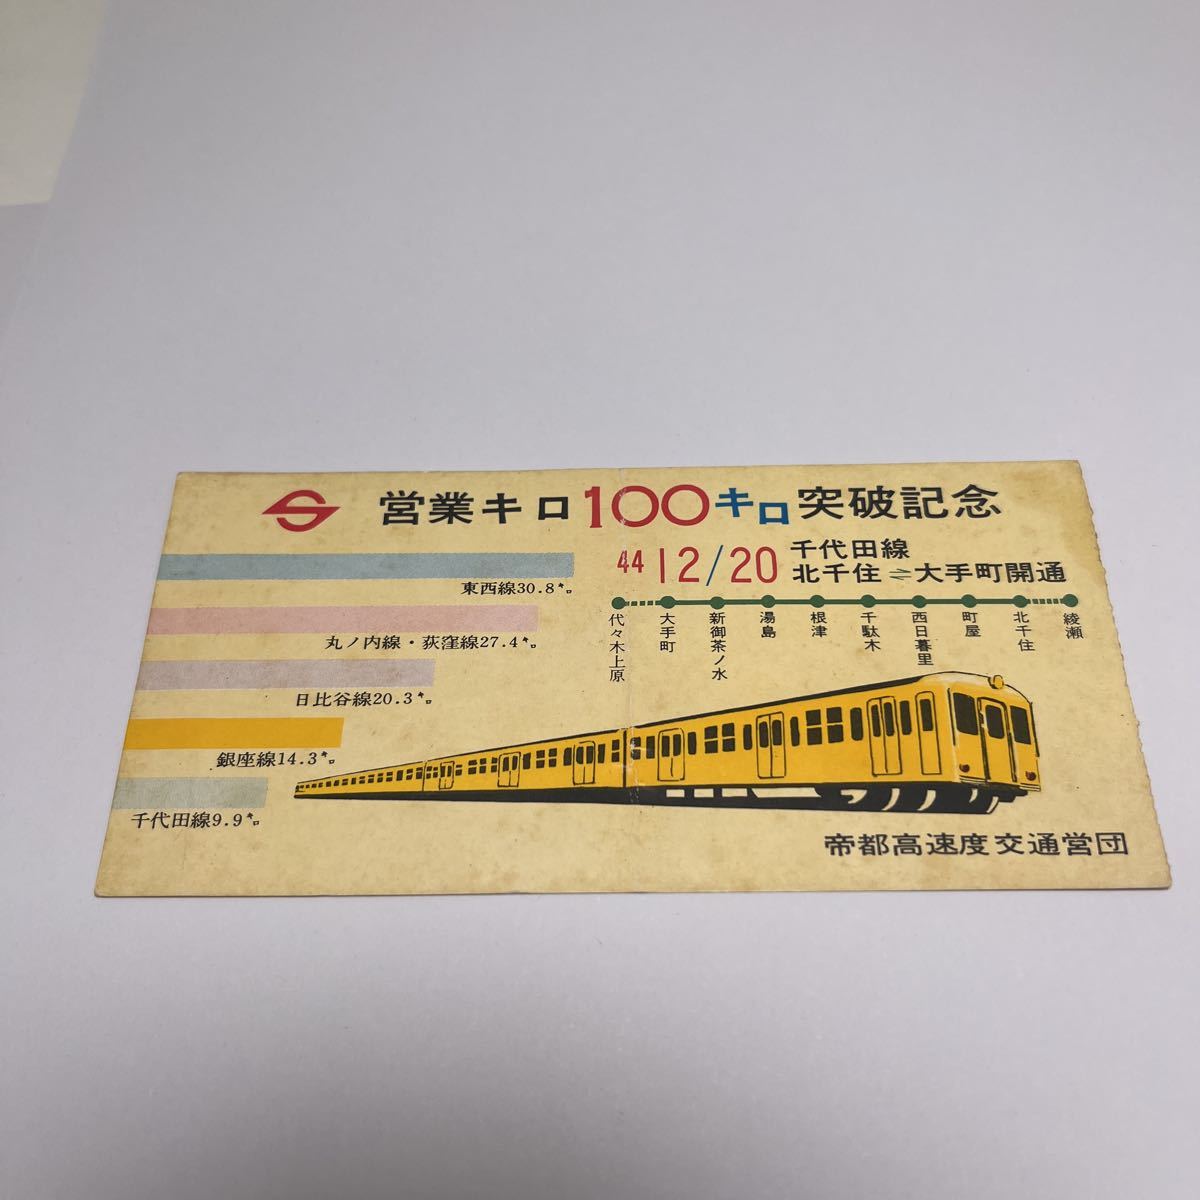 営業キロ100キロ突破記念
44 12/20 千代田線
北千住⇌大手町開通
東西線30.8㌔
丸ノ内線・荻窪線27.4㌔
日比谷線20.3㌔
銀座線14.3㌔
千代田線9.9㌔
代々木上原
大手町
新御茶ノ水
湯島
根津
千駄木
西日暮里
町屋
北千住
綾瀬
帝都高速度交通営団